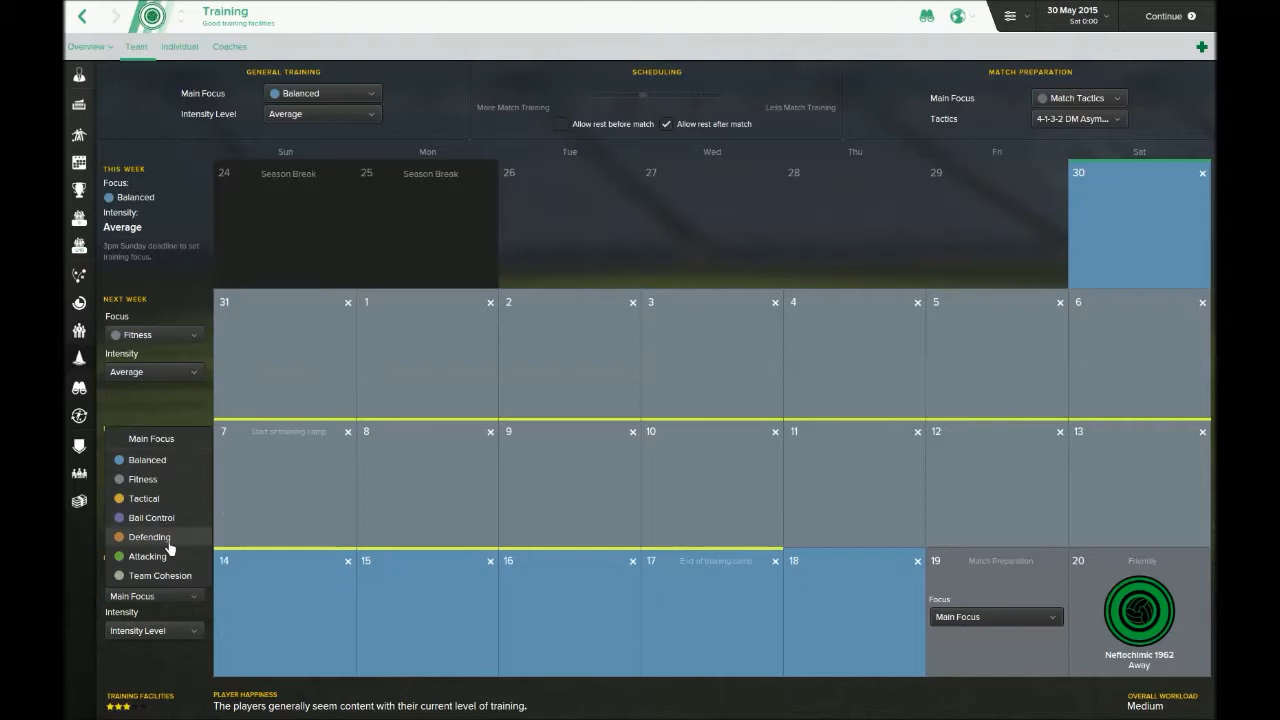 Training
Good training facilities
30 May 2015
Sat 0:00
Continue
Overview
Team
Individual
Coaches
GENERAL TRAINING
Main Focus
Balanced
Intensity Level
Average
SCHEDULING
More Match Training
Less Match Training
Allow rest before match
Allow rest after match
MATCH PREPARATION
Main Focus
Match Tactics
Tactics
4-1-3-2 DM Asym...
Sun Mon Tue Wed Thu Fri Sat
THIS WEEK
Focus:
Balanced
Intensity:
Average
3pm Sunday deadline to set
training focus.
24 Season Break
25 Season Break
26
27
28
29
30
NEXT WEEK
Focus
Fitness
Intensity
Average
31
1
2
3
4
5
6
Main Focus
Balanced
Fitness
Tactical
Ball Control
Defending
Attacking
Team Cohesion
7 Start of training camp
8
9
10
11
12
13
Main Focus
Intensity
Intensity Level
14
15
16
17 End of training camp
18
19 Match Preparation
Focus
Main Focus
20 Friendly
Neftochimic 1962
Away
TRAINING FACILITIES
PLAYER HAPPINESS
The players generally seem content with their current level of training.
OVERALL WORKLOAD
Medium